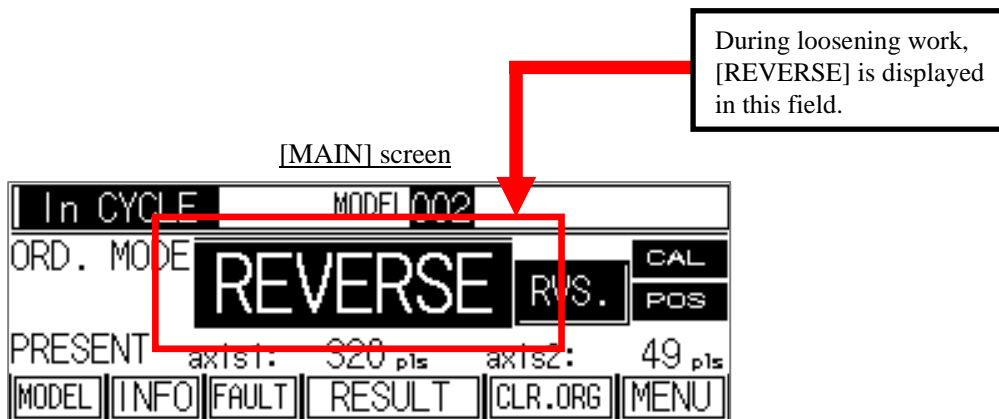 During loosening work,
[REVERSE] is displayed
in this field.
[MAIN] screen
In CYCLE MODEL 002
ORD. MODE REVERSE RVS. CAL
POS
PRESENT axis1: 320 pls axis2: 49 pls
MODEL INFO FAULT RESULT CLR.ORG MENU